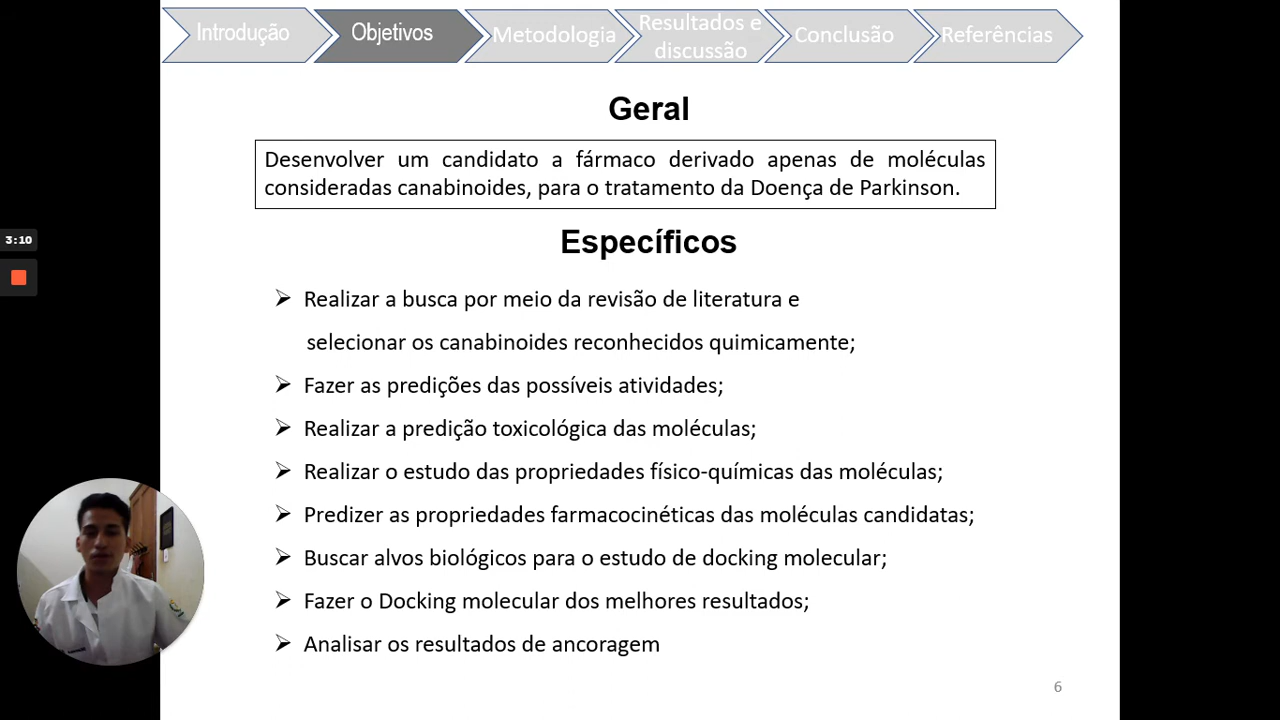 Introdução
Objetivos
Metodologia
Resultados e
discussão
Conclusão
Referências
Geral
Desenvolver um candidato a fármaco derivado apenas de moléculas
consideradas canabinoides, para o tratamento da Doença de Parkinson.
Específicos
Realizar a busca por meio da revisão de literatura e
selecionar os canabinoides reconhecidos quimicamente;
Fazer as predições das possíveis atividades;
Realizar a predição toxicológica das moléculas;
Realizar o estudo das propriedades físico-químicas das moléculas;
Predizer as propriedades farmacocinéticas das moléculas candidatas;
Buscar alvos biológicos para o estudo de docking molecular;
Fazer o Docking molecular dos melhores resultados;
Analisar os resultados de ancoragem
3:10
6